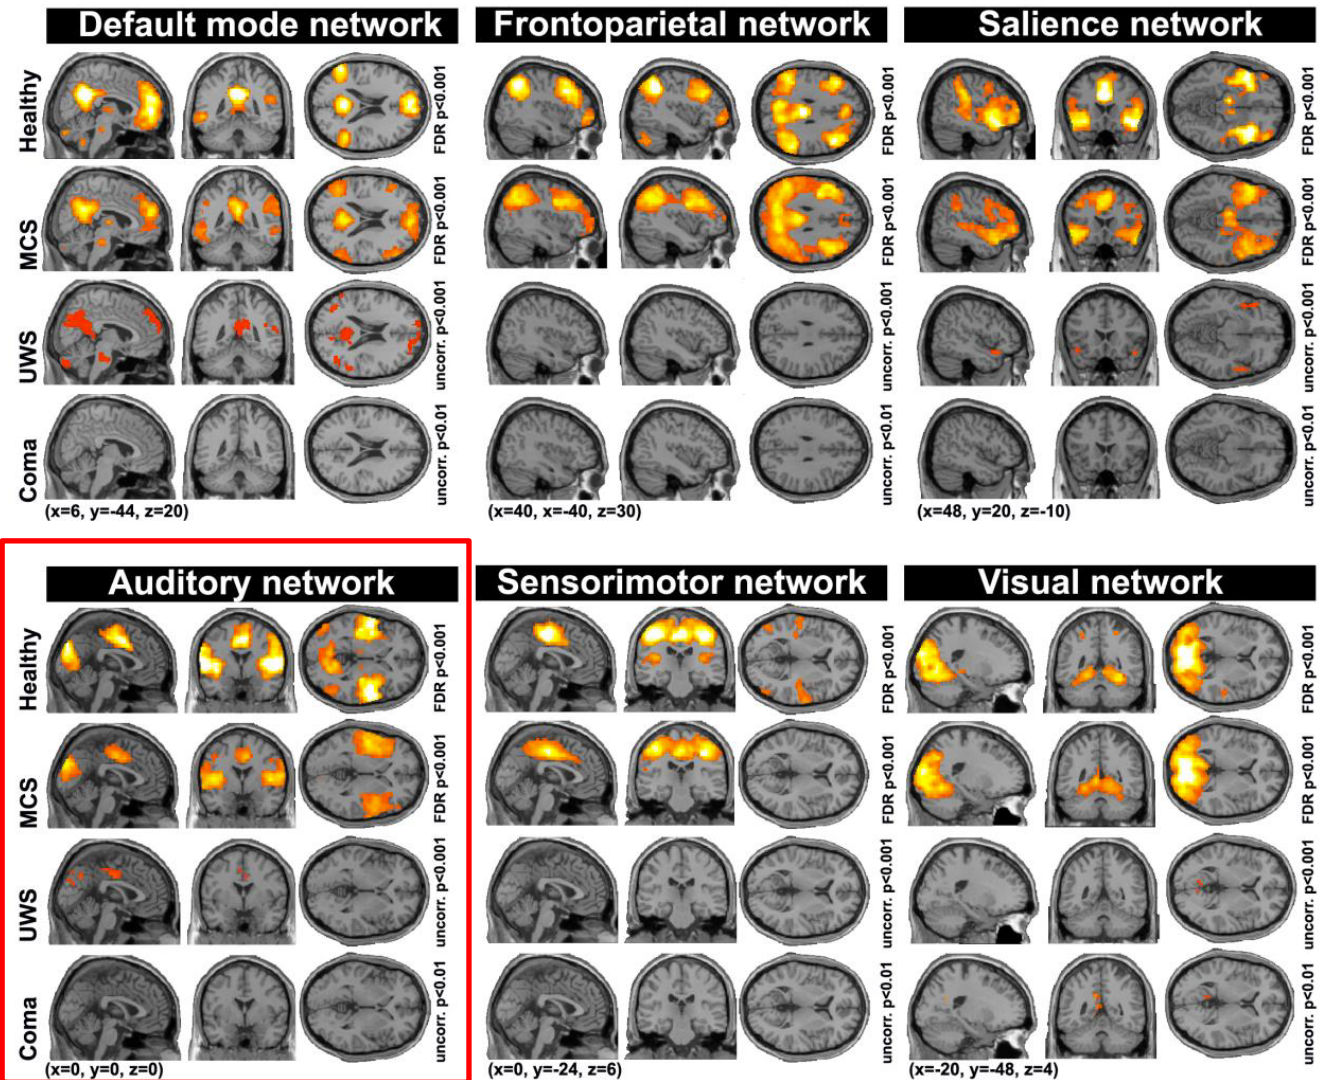 Default mode network
Healthy
FDR p<0.001
MCS
FDR p<0.001
UWS
uncorr. p<0.001
Coma
uncorr. p<0.01
(x=6, y=-44, z=20)
Frontoparietal network
FDR p<0.001
FDR p<0.001
uncorr. p<0.001
uncorr. p<0.01
(x=40, x=-40, z=30)
Salience network
FDR p<0.001
FDR p<0.001
uncorr. p<0.001
uncorr. p<0.01
(x=48, y=20, z=-10)
Auditory network
Healthy
FDR p<0.001
MCS
FDR p<0.001
UWS
uncorr. p<0.001
Coma
uncorr. p<0.01
(x=0, y=0, z=0)
Sensorimotor network
FDR p<0.001
FDR p<0.001
uncorr. p<0.001
uncorr. p<0.01
(x=0, y=-24, z=6)
Visual network
FDR p<0.001
FDR p<0.001
uncorr. p<0.001
uncorr. p<0.01
(x=-20, y=-48, z=4)